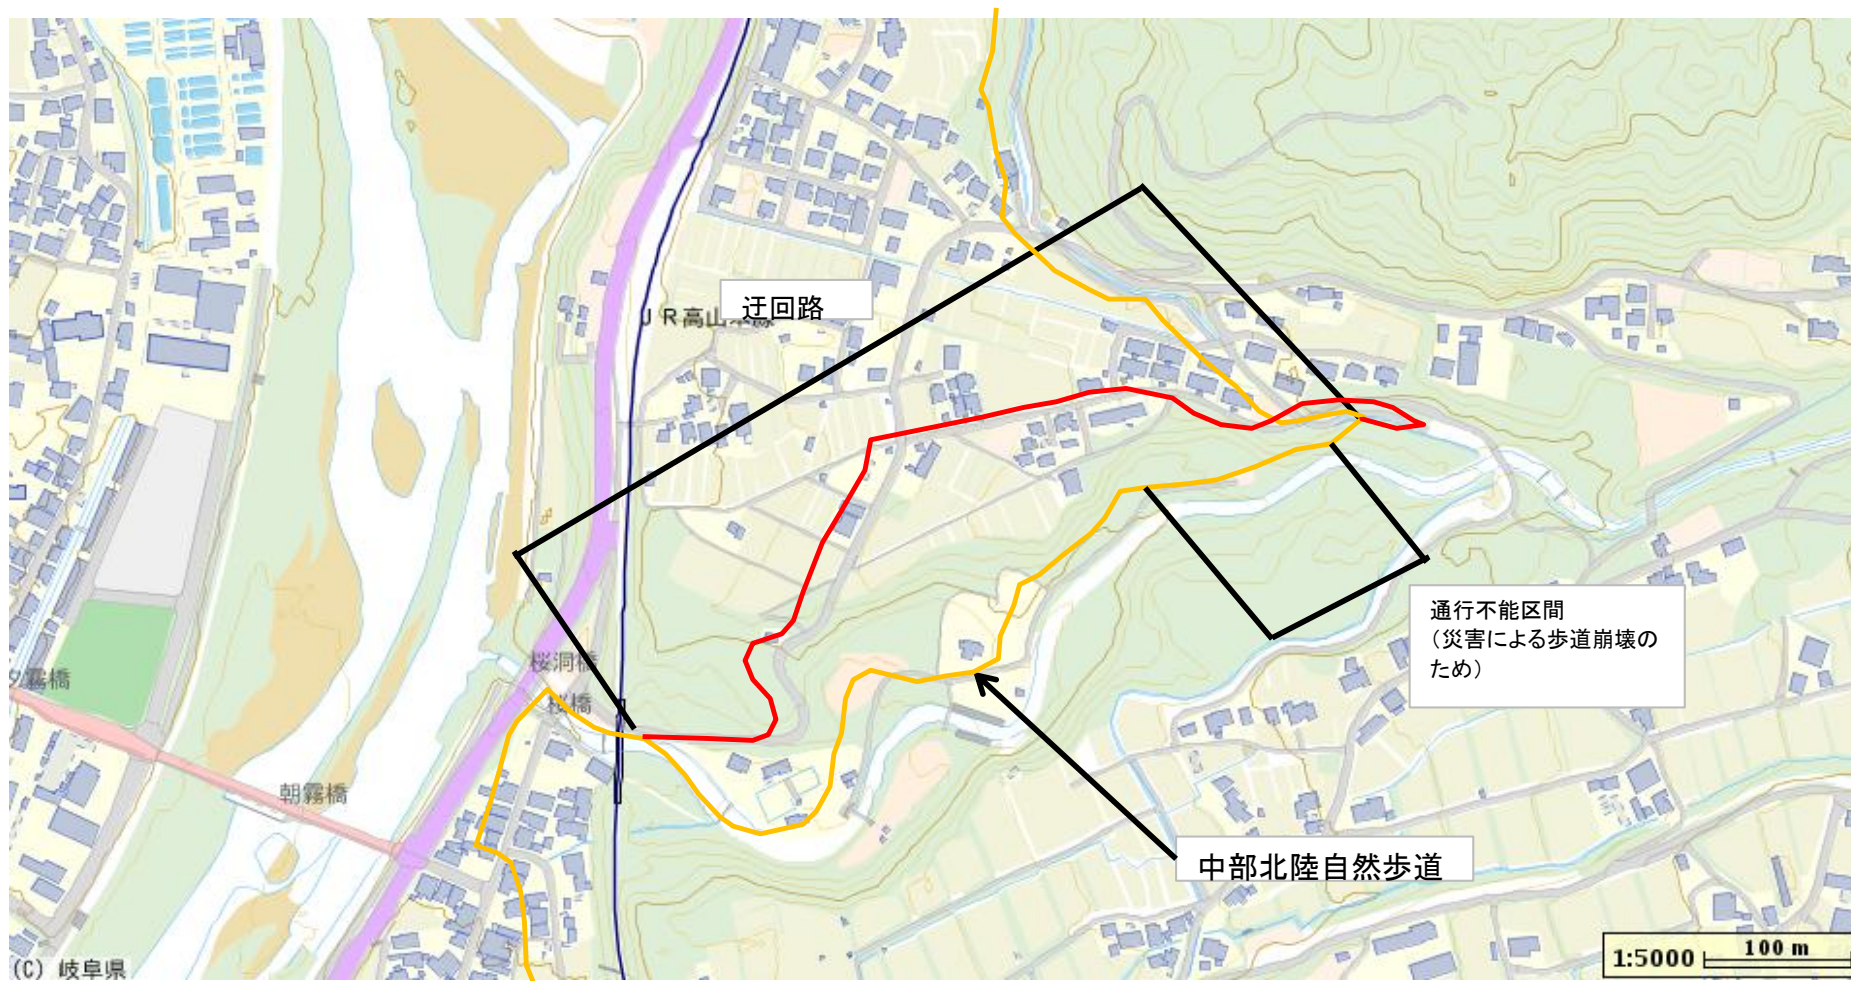 迂回路
JR高山本線
通行不能区間
(災害による歩道崩壊の
ため)
桜洞橋
桜橋
夕霧橋
朝霧橋
中部北陸自然歩道
1:5000 100 m
(C) 岐阜県